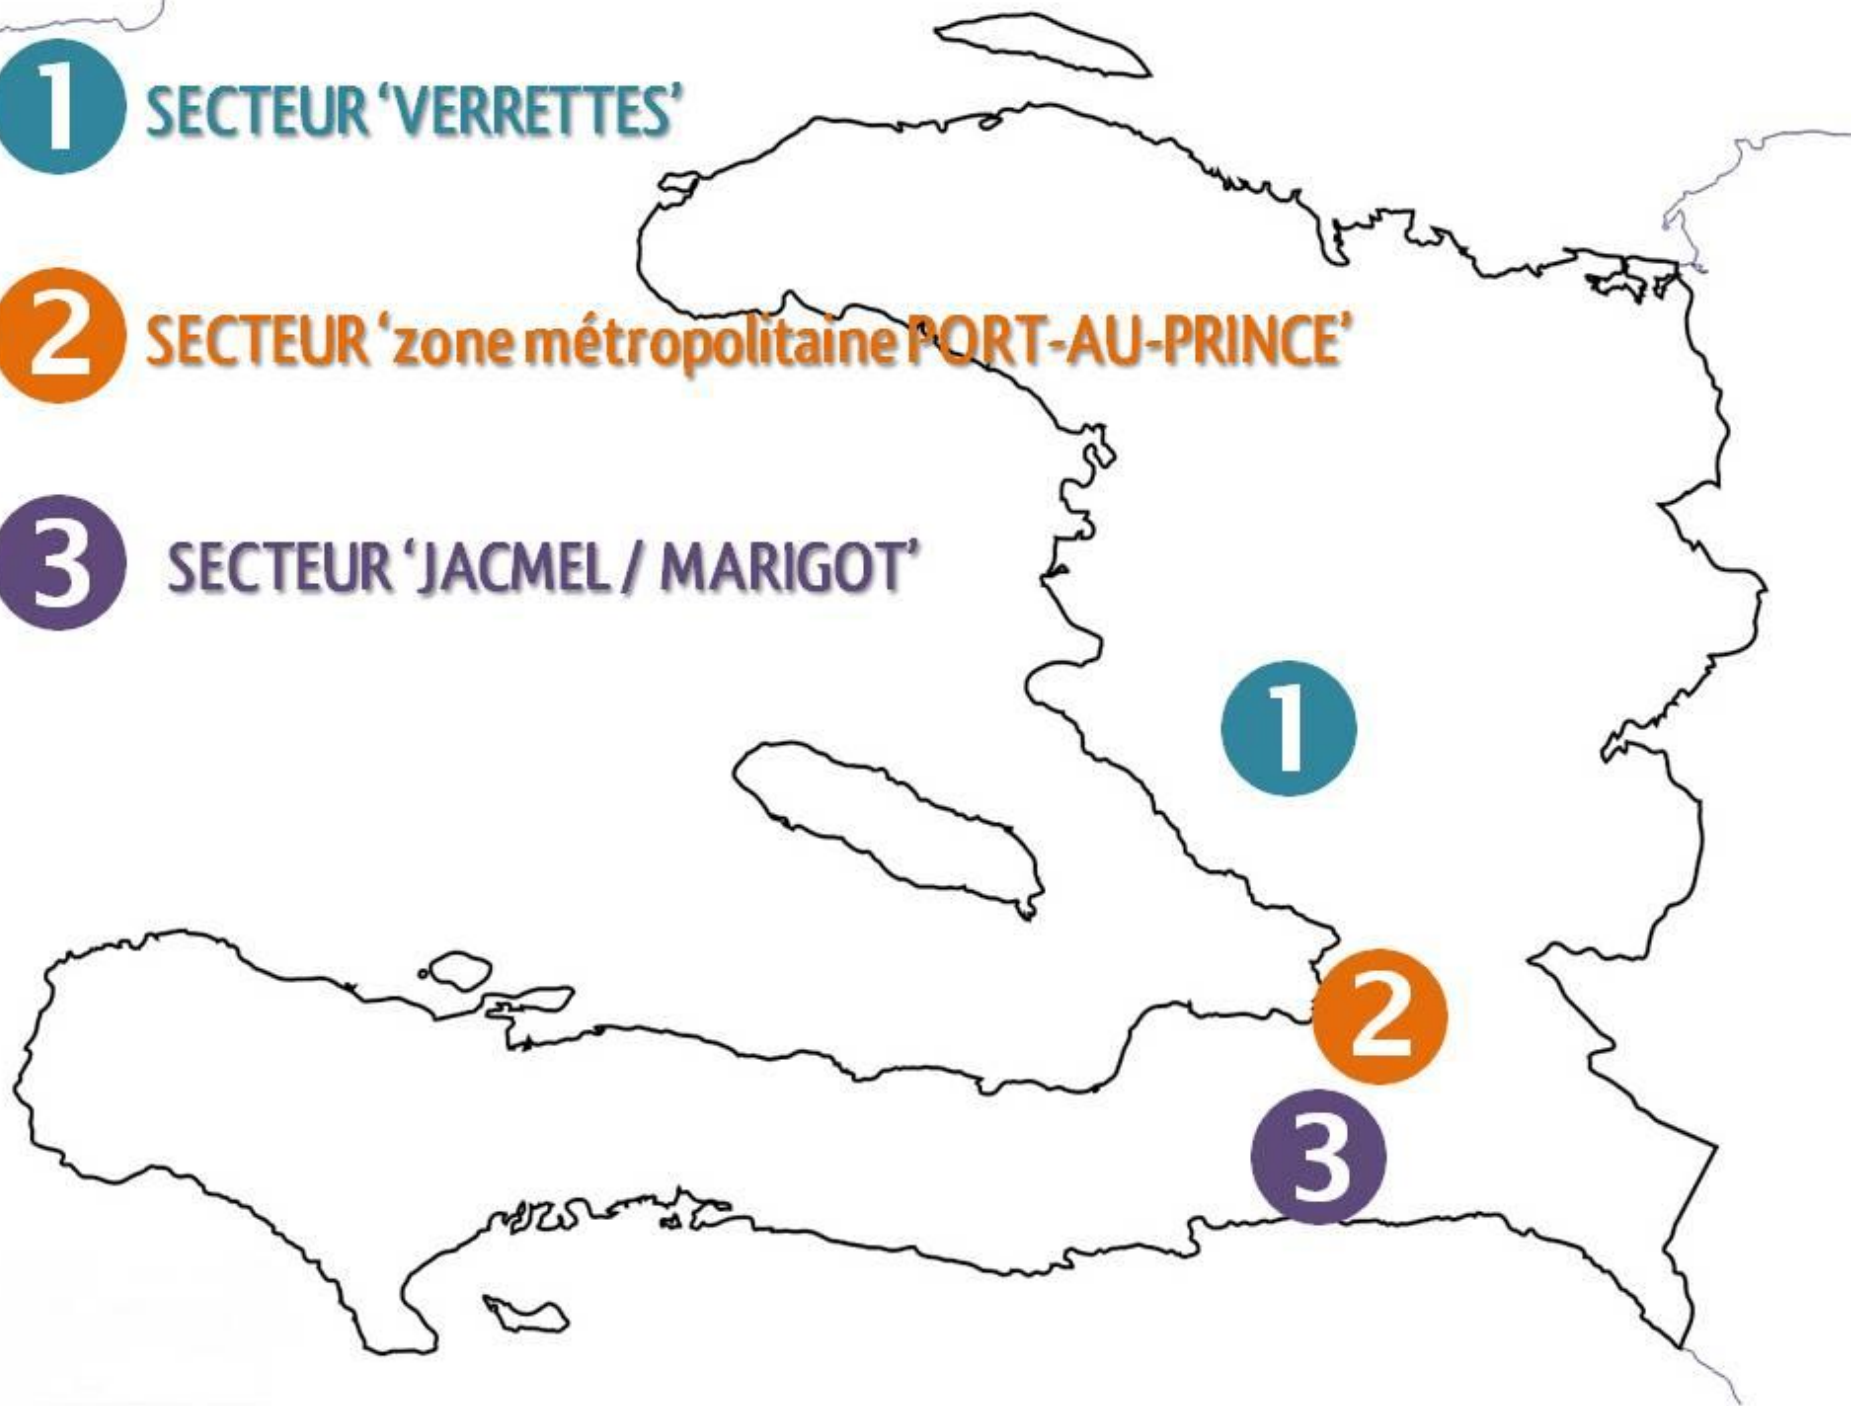 1 SECTEUR ‘VERRETTES’
2 SECTEUR ‘zone métropolitaine PORT-AU-PRINCE’
3 SECTEUR ‘JACMEL / MARIGOT’
1
2
3